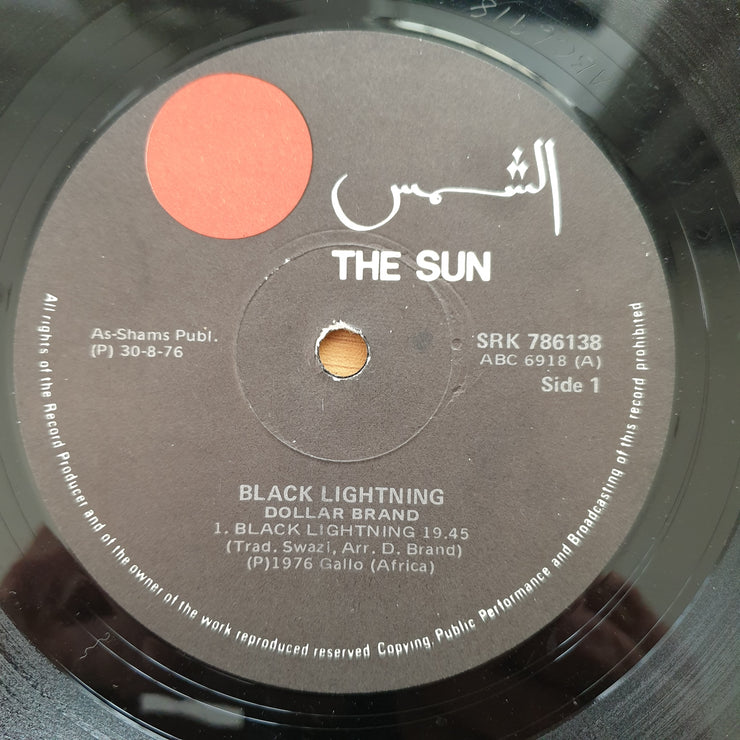 الشمس
THE SUN
As-Shams Publ.
(P) 30-8-76
SRK 786138
ABC 6918 (A)
Side 1
BLACK LIGHTNING
DOLLAR BRAND
1. BLACK LIGHTNING 19.45
(Trad. Swazi, Arr. D. Brand)
(P)1976 Gallo (Africa)
All rights of the Record Producer and of the owner of the work reproduced reserved Copying, Public Performance and Broadcasting of this record prohibited